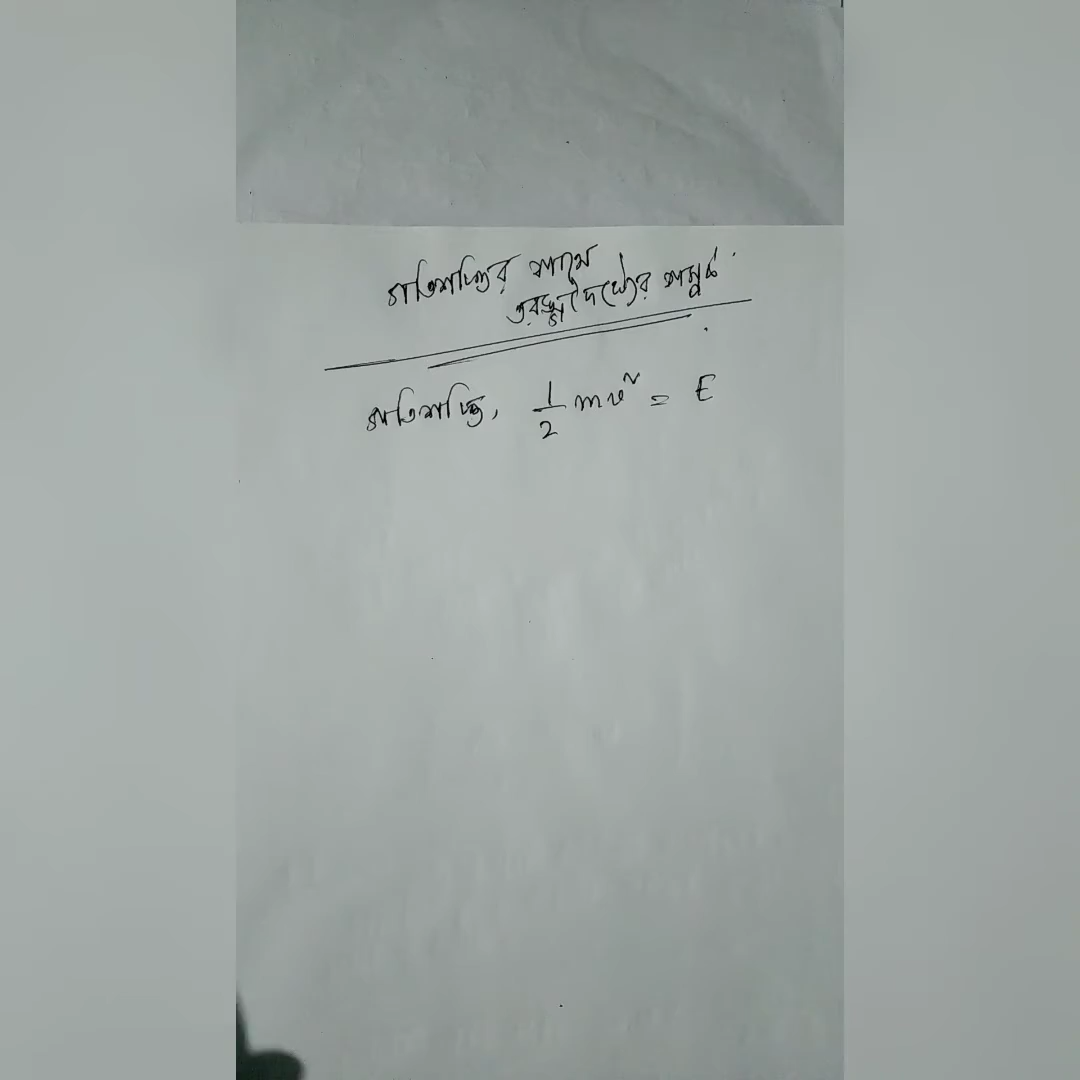 গতিশক্তির সাথে
তরঙ্গদৈর্ঘ্যের সম্পর্ক
গতিশক্তি, 1/2 mv² = E